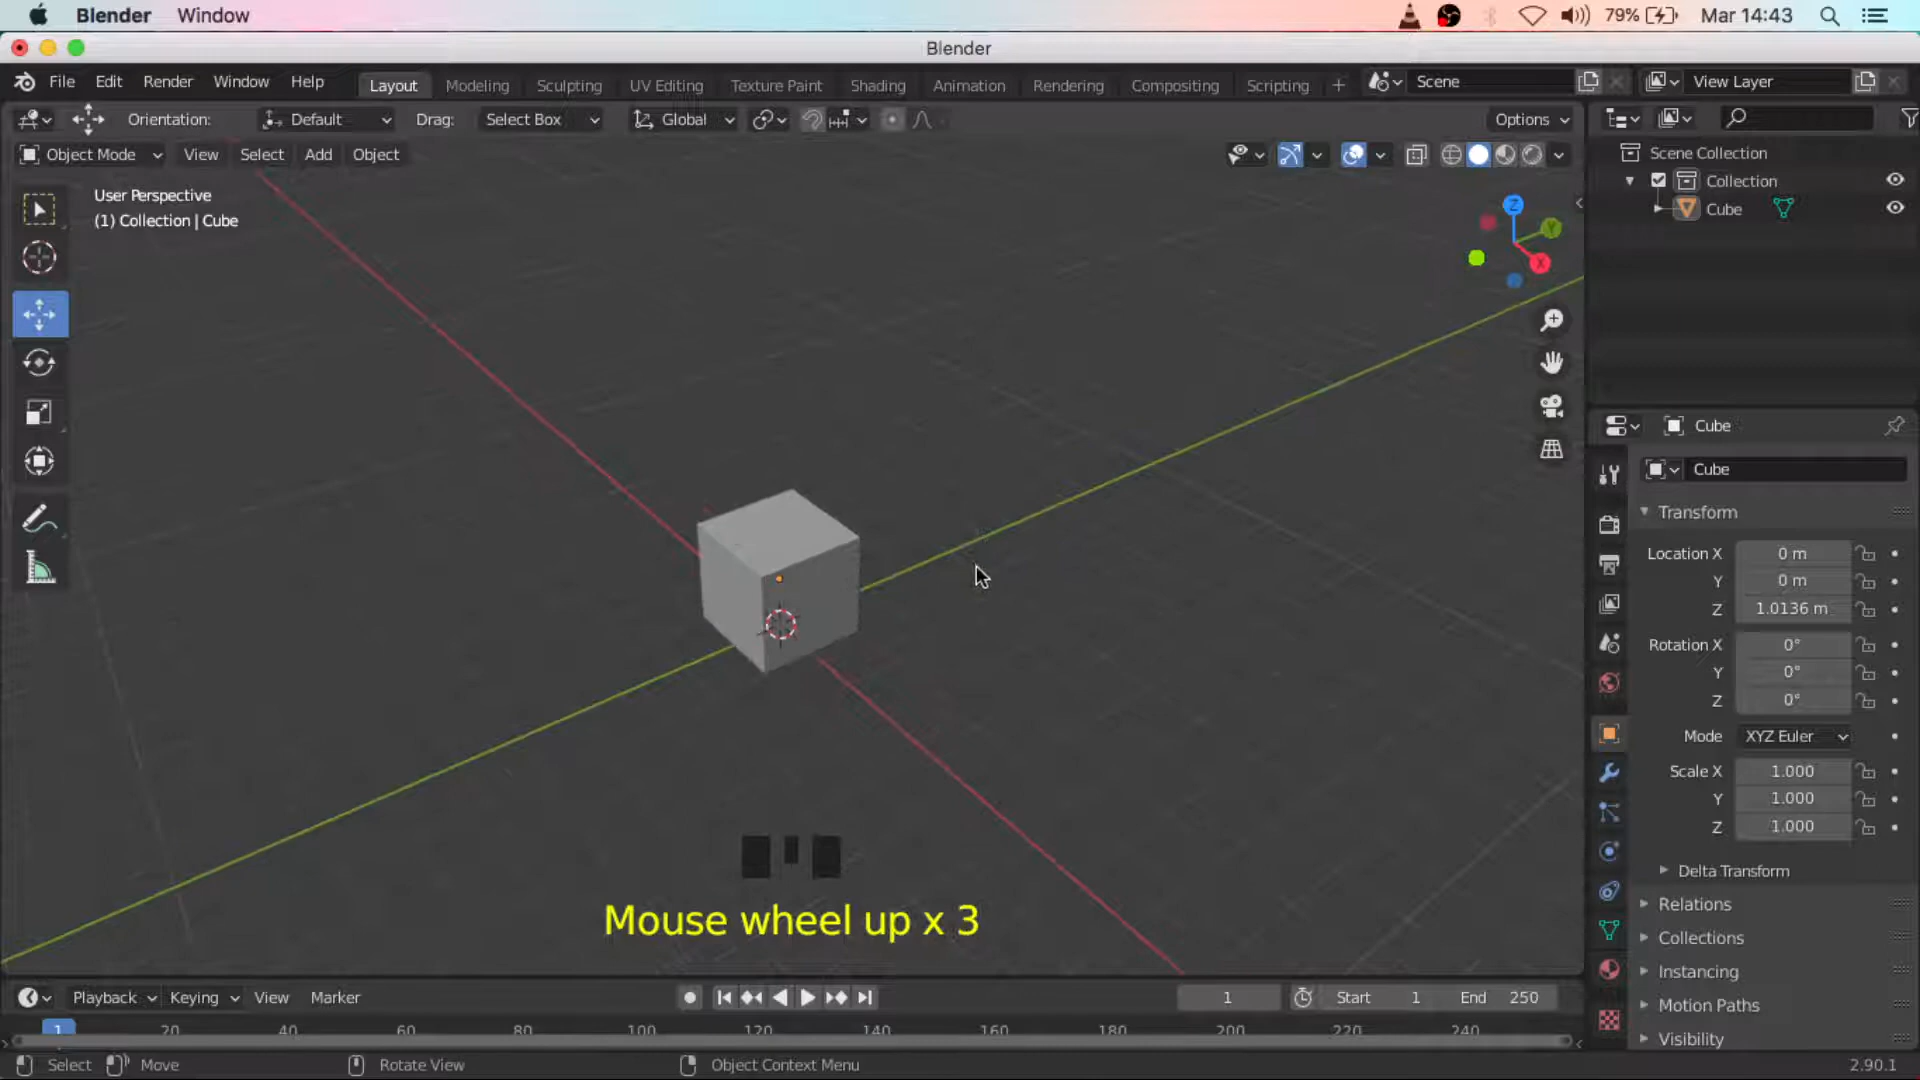 Blender Window 79% Mar 14:43
Blender
File Edit Render Window Help Layout Modeling Sculpting UV Editing Texture Paint Shading Animation Rendering Compositing Scripting + Scene View Layer
Orientation: Default Drag: Select Box Global Options
Object Mode View Select Add Object
Scene Collection
Collection
Cube
User Perspective
(1) Collection | Cube
Z
Y
X
Cube
Cube
Transform
Location X 0 m
Y 0 m
Z 1.0136 m
Rotation X 0°
Y 0°
Z 0°
Mode XYZ Euler
Scale X 1.000
Y 1.000
Z 1.000
Delta Transform
Relations
Collections
Instancing
Motion Paths
Visibility
Mouse wheel up x 3
Playback Keying View Marker 1 Start 1 End 250
1 20 40 60 80 100 120 140 160 180 200 220 240
Select Move Rotate View Object Context Menu 2.90.1